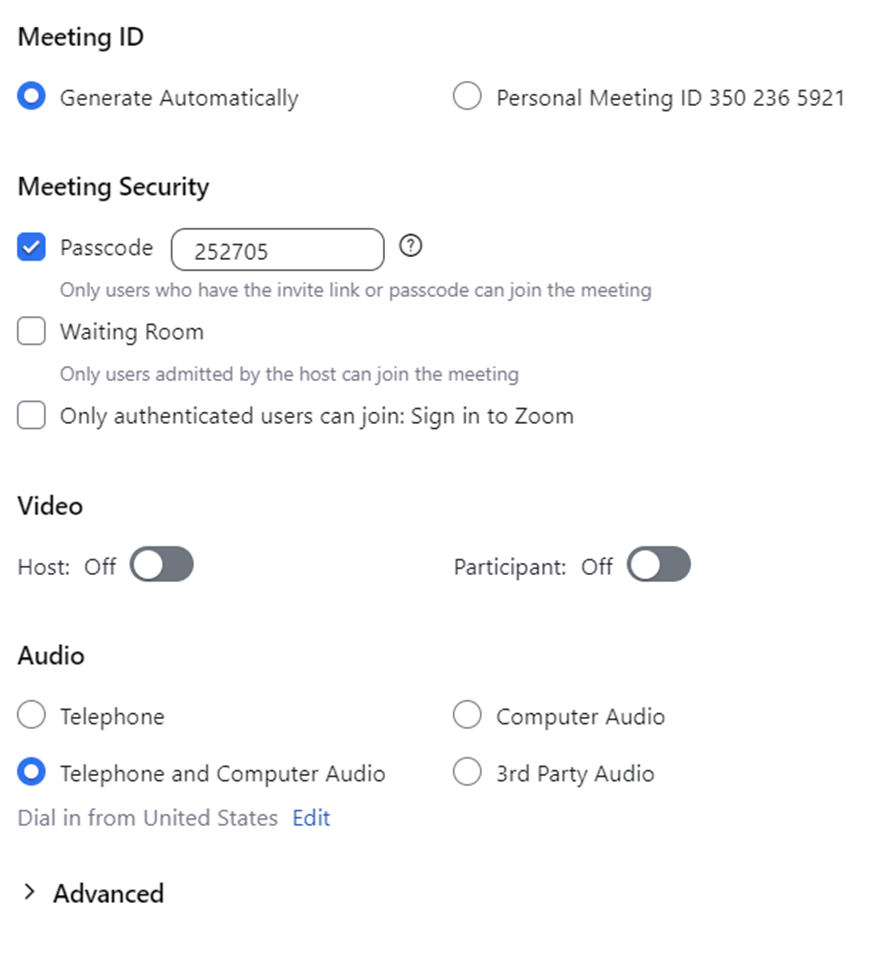 Meeting ID
Generate Automatically
Personal Meeting ID 350 236 5921
Meeting Security
Passcode 252705 ?
Only users who have the invite link or passcode can join the meeting
Waiting Room
Only users admitted by the host can join the meeting
Only authenticated users can join: Sign in to Zoom
Video
Host: Off
Participant: Off
Audio
Telephone
Computer Audio
Telephone and Computer Audio
3rd Party Audio
Dial in from United States Edit
Advanced